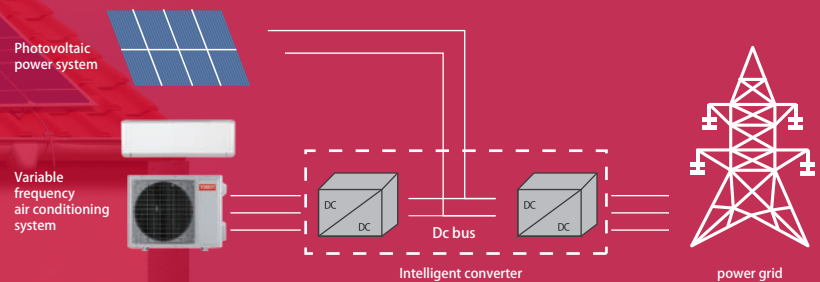 Photovoltaic
power system
Variable
frequency
air conditioning
system
DC
DC
Dc bus
DC
DC
Intelligent converter
power grid